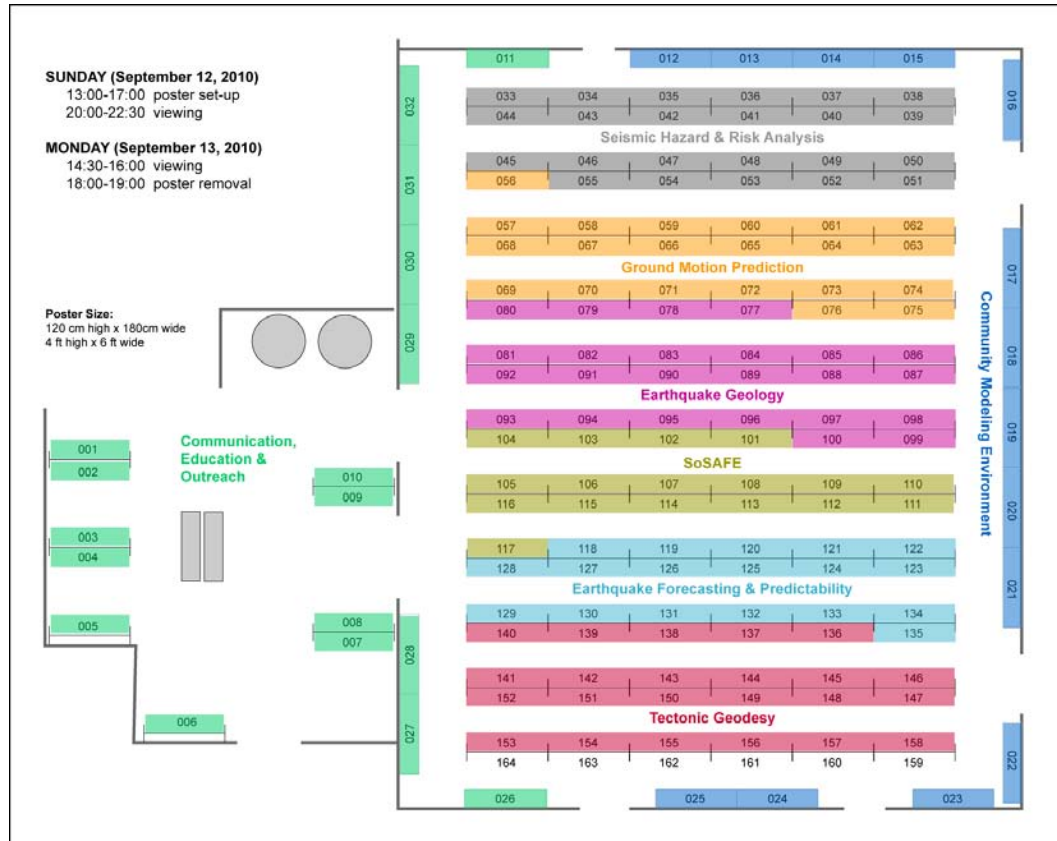 SUNDAY (September 12, 2010)
13:00-17:00 poster set-up
20:00-22:30 viewing
MONDAY (September 13, 2010)
14:30-16:00 viewing
18:00-19:00 poster removal
Poster Size:
120 cm high x 180cm wide
4 ft high x 6 ft wide
Communication,
Education &
Outreach
001
002
003
004
005
006
010
009
008
007
032
031
030
029
028
027
011
012 013 014 015
016
033 034 035 036 037 038
044 043 042 041 040 039
Seismic Hazard & Risk Analysis
045 046 047 048 049 050
056 055 054 053 052 051
057 058 059 060 061 062
068 067 066 065 064 063
Ground Motion Prediction
069 070 071 072 073 074
080 079 078 077 076 075
081 082 083 084 085 086
092 091 090 089 088 087
Earthquake Geology
093 094 095 096 097 098
104 103 102 101 100 099
SoSAFE
105 106 107 108 109 110
116 115 114 113 112 111
117 118 119 120 121 122
128 127 126 125 124 123
Earthquake Forecasting & Predictability
129 130 131 132 133 134
140 139 138 137 136 135
141 142 143 144 145 146
152 151 150 149 148 147
Tectonic Geodesy
153 154 155 156 157 158
164 163 162 161 160 159
026
025 024
023
Community Modeling Environment
017
018
019
020
021
022